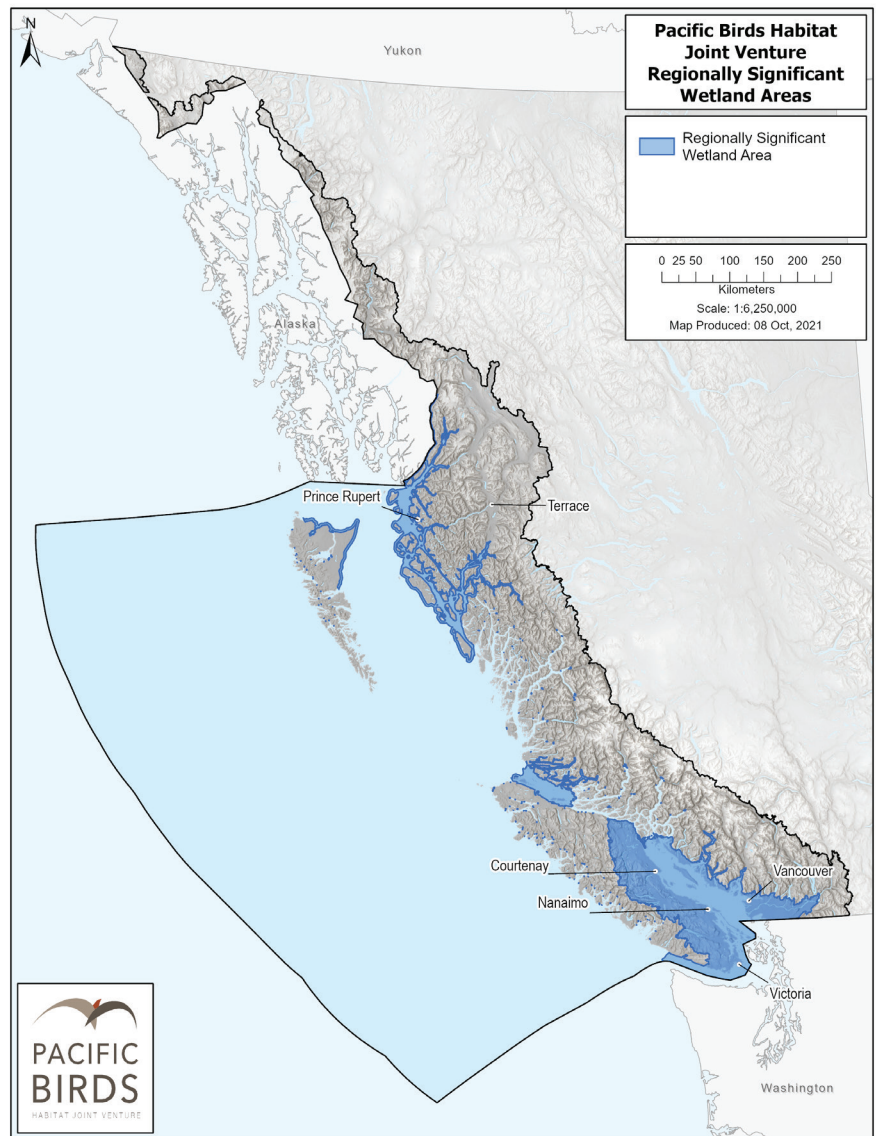 N
Yukon
Pacific Birds Habitat
Joint Venture
Regionally Significant
Wetland Areas
Regionally Significant
Wetland Area
0 25 50 100 150 200 250
Kilometers
Scale: 1:6,250,000
Map Produced: 08 Oct, 2021
Alaska
Prince Rupert
Terrace
Courtenay
Vancouver
Nanaimo
Victoria
Washington
PACIFIC
BIRDS
HABITAT JOINT VENTURE